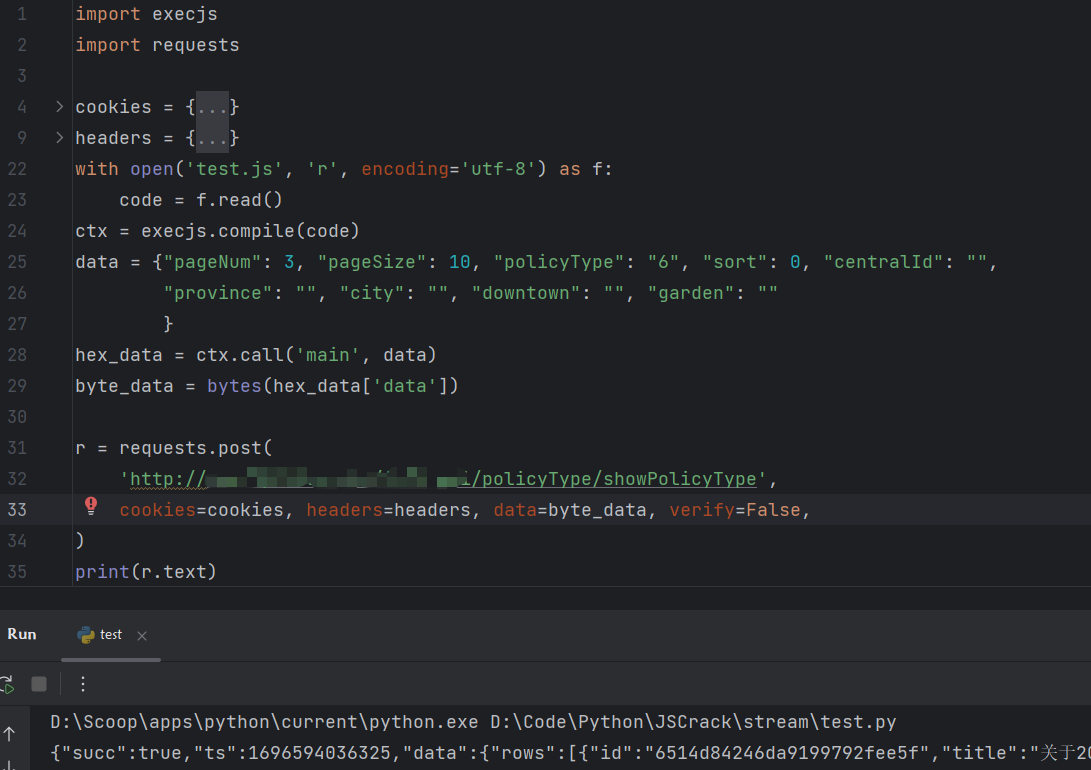 1 import execjs
2 import requests
3
4 cookies = {...}
9 headers = {...}
22 with open('test.js', 'r', encoding='utf-8') as f:
23     code = f.read()
24 ctx = execjs.compile(code)
25 data = {"pageNum": 3, "pageSize": 10, "policyType": "6", "sort": 0, "centralId": "",
26         "province": "", "city": "", "downtown": "", "garden": ""
27         }
28 hex_data = ctx.call('main', data)
29 byte_data = bytes(hex_data['data'])
30
31 r = requests.post(
32     'http://i/policyType/showPolicyType',
33     cookies=cookies, headers=headers, data=byte_data, verify=False,
34 )
35 print(r.text)
Run test
D:\Scoop\apps\python\current\python.exe D:\Code\Python\JSCrack\stream\test.py
{"succ":true,"ts":1696594036325,"data":{"rows":[{"id":"6514d84246da9199792fee5f","title":"关于20